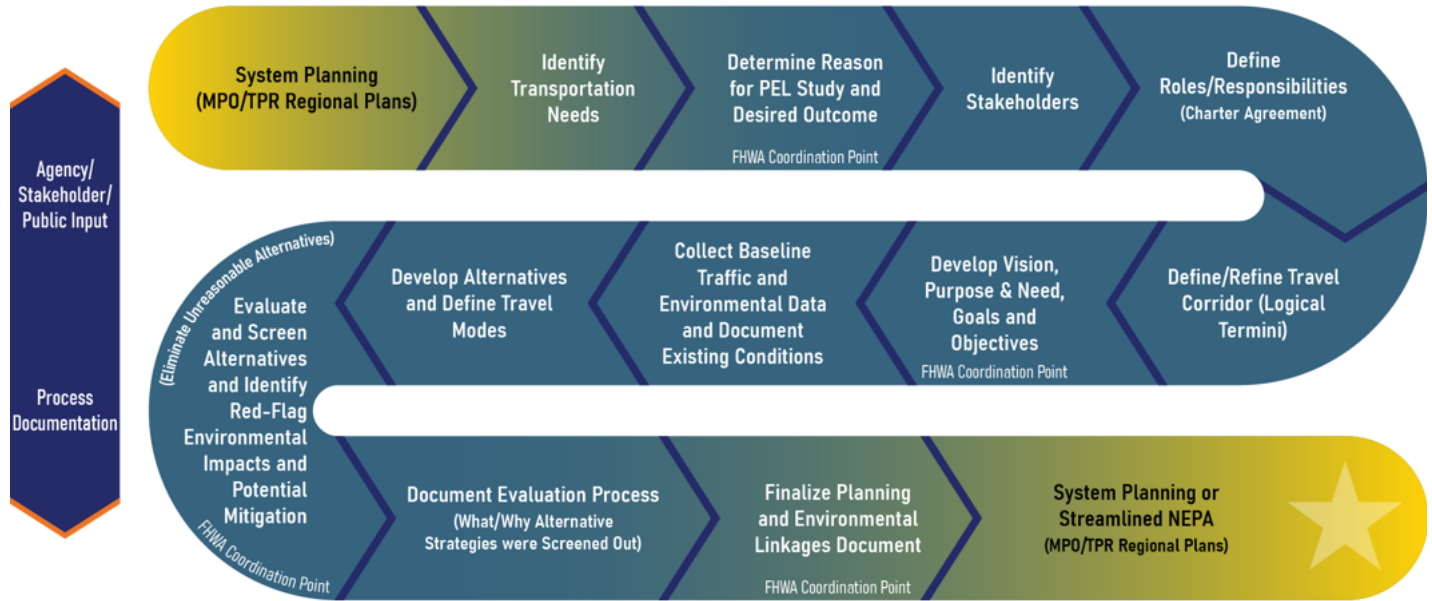 Agency/
Stakeholder/
Public Input
Process
Documentation
System Planning
(MPO/TPR Regional Plans)
Identify
Transportation
Needs
Determine Reason
for PEL Study and
Desired Outcome
FHWA Coordination Point
Identify
Stakeholders
Define
Roles/Responsibilities
(Charter Agreement)
Define/Refine Travel
Corridor (Logical
Termini)
Develop Vision,
Purpose & Need,
Goals and
Objectives
FHWA Coordination Point
Collect Baseline
Traffic and
Environmental Data
and Document
Existing Conditions
Develop Alternatives
and Define Travel
Modes
(Eliminate Unreasonable Alternatives)
Evaluate
and Screen
Alternatives
and Identify
Red-Flag
Environmental
Impacts and
Potential
Mitigation
FHWA Coordination Point
Document Evaluation Process
(What/Why Alternative
Strategies were Screened Out)
Finalize Planning
and Environmental
Linkages Document
FHWA Coordination Point
System Planning or
Streamlined NEPA
(MPO/TPR Regional Plans)